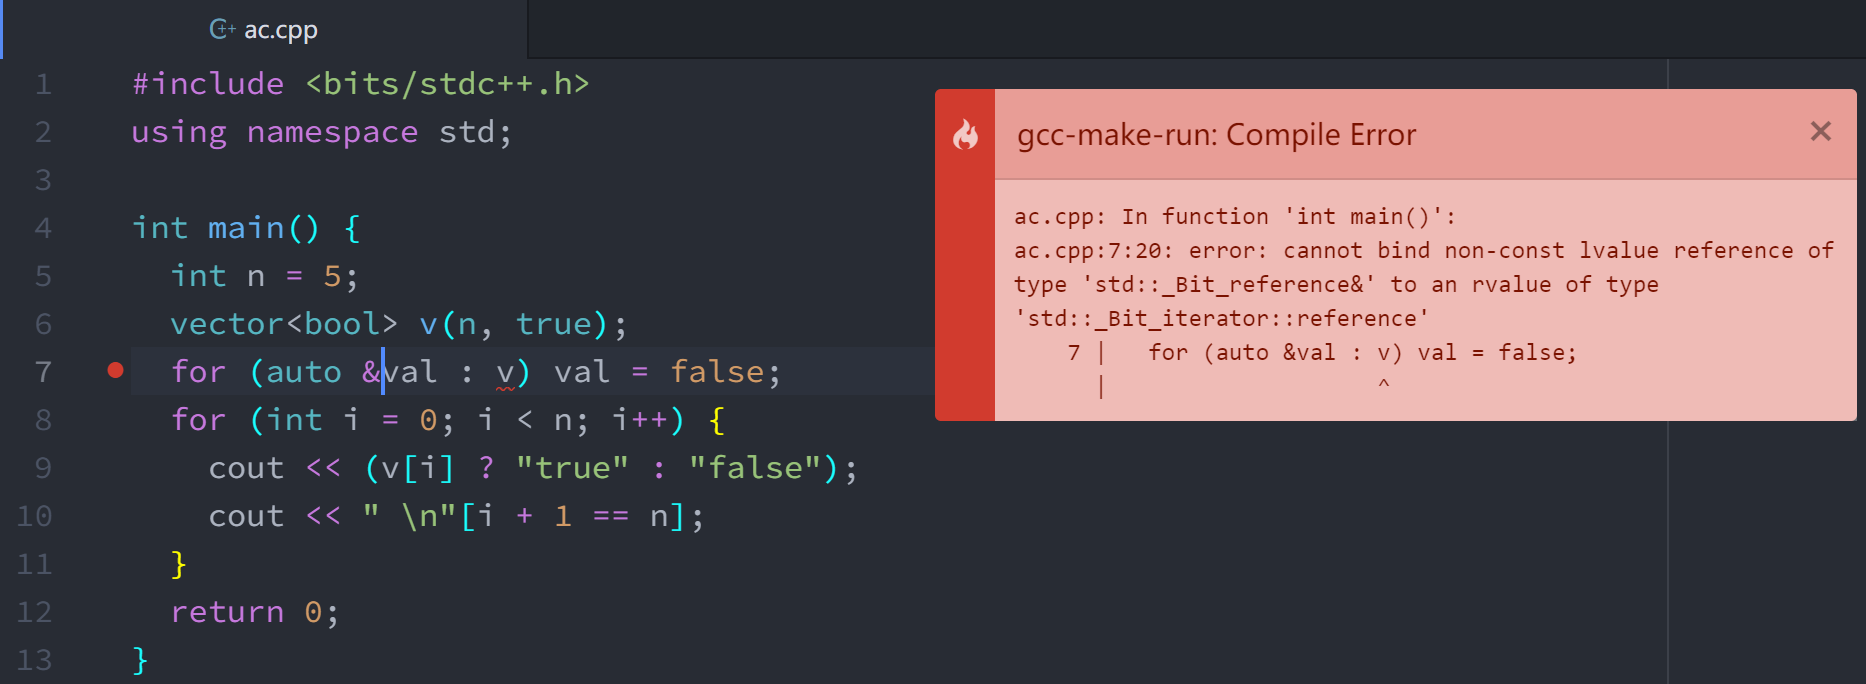 C++ ac.cpp
1 #include <bits/stdc++.h>
2 using namespace std;
3
4 int main() {
5   int n = 5;
6   vector<bool> v(n, true);
7   for (auto &val : v) val = false;
8   for (int i = 0; i < n; i++) {
9     cout << (v[i] ? "true" : "false");
10     cout << " \n"[i + 1 == n];
11   }
12   return 0;
13 }
gcc-make-run: Compile Error
ac.cpp: In function 'int main()':
ac.cpp:7:20: error: cannot bind non-const lvalue reference of
type 'std::_Bit_reference&' to an rvalue of type
'std::_Bit_iterator::reference'
    7 |   for (auto &val : v) val = false;
      |                    ^